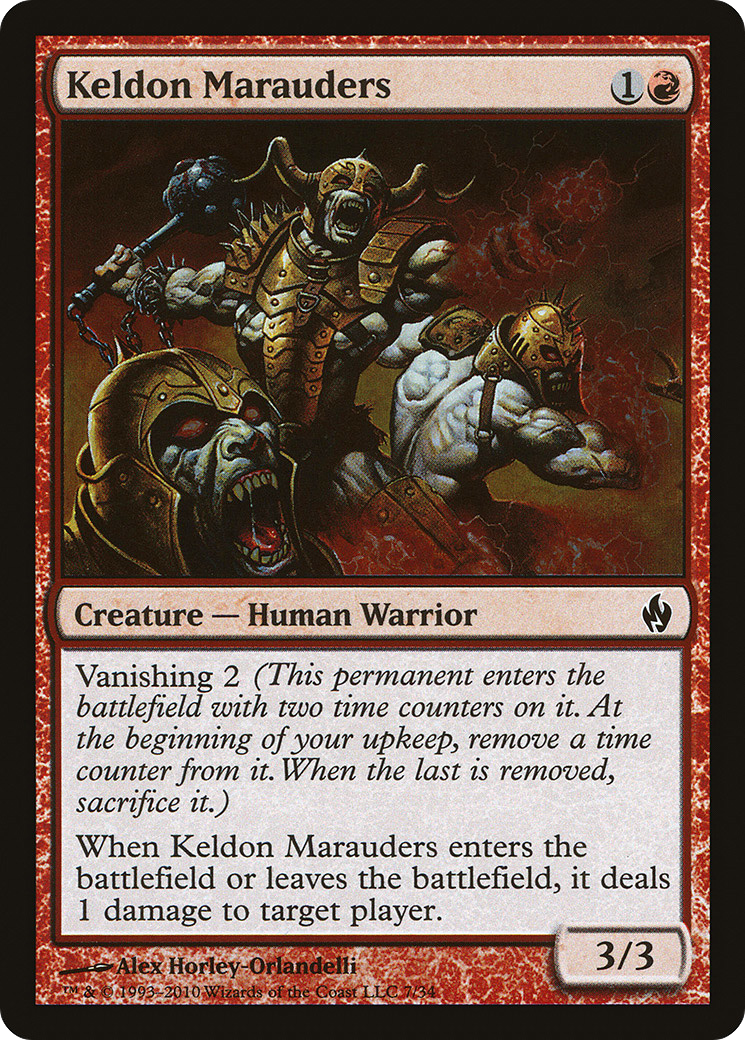 Keldon Marauders 1
Creature — Human Warrior
Vanishing 2 (This permanent enters the
battlefield with two time counters on it. At
the beginning of your upkeep, remove a time
counter from it. When the last is removed,
sacrifice it.)
When Keldon Marauders enters the
battlefield or leaves the battlefield, it deals
1 damage to target player.
3/3
Alex Horley-Orlandelli
™ & © 1993–2010 Wizards of the Coast LLC 7/34